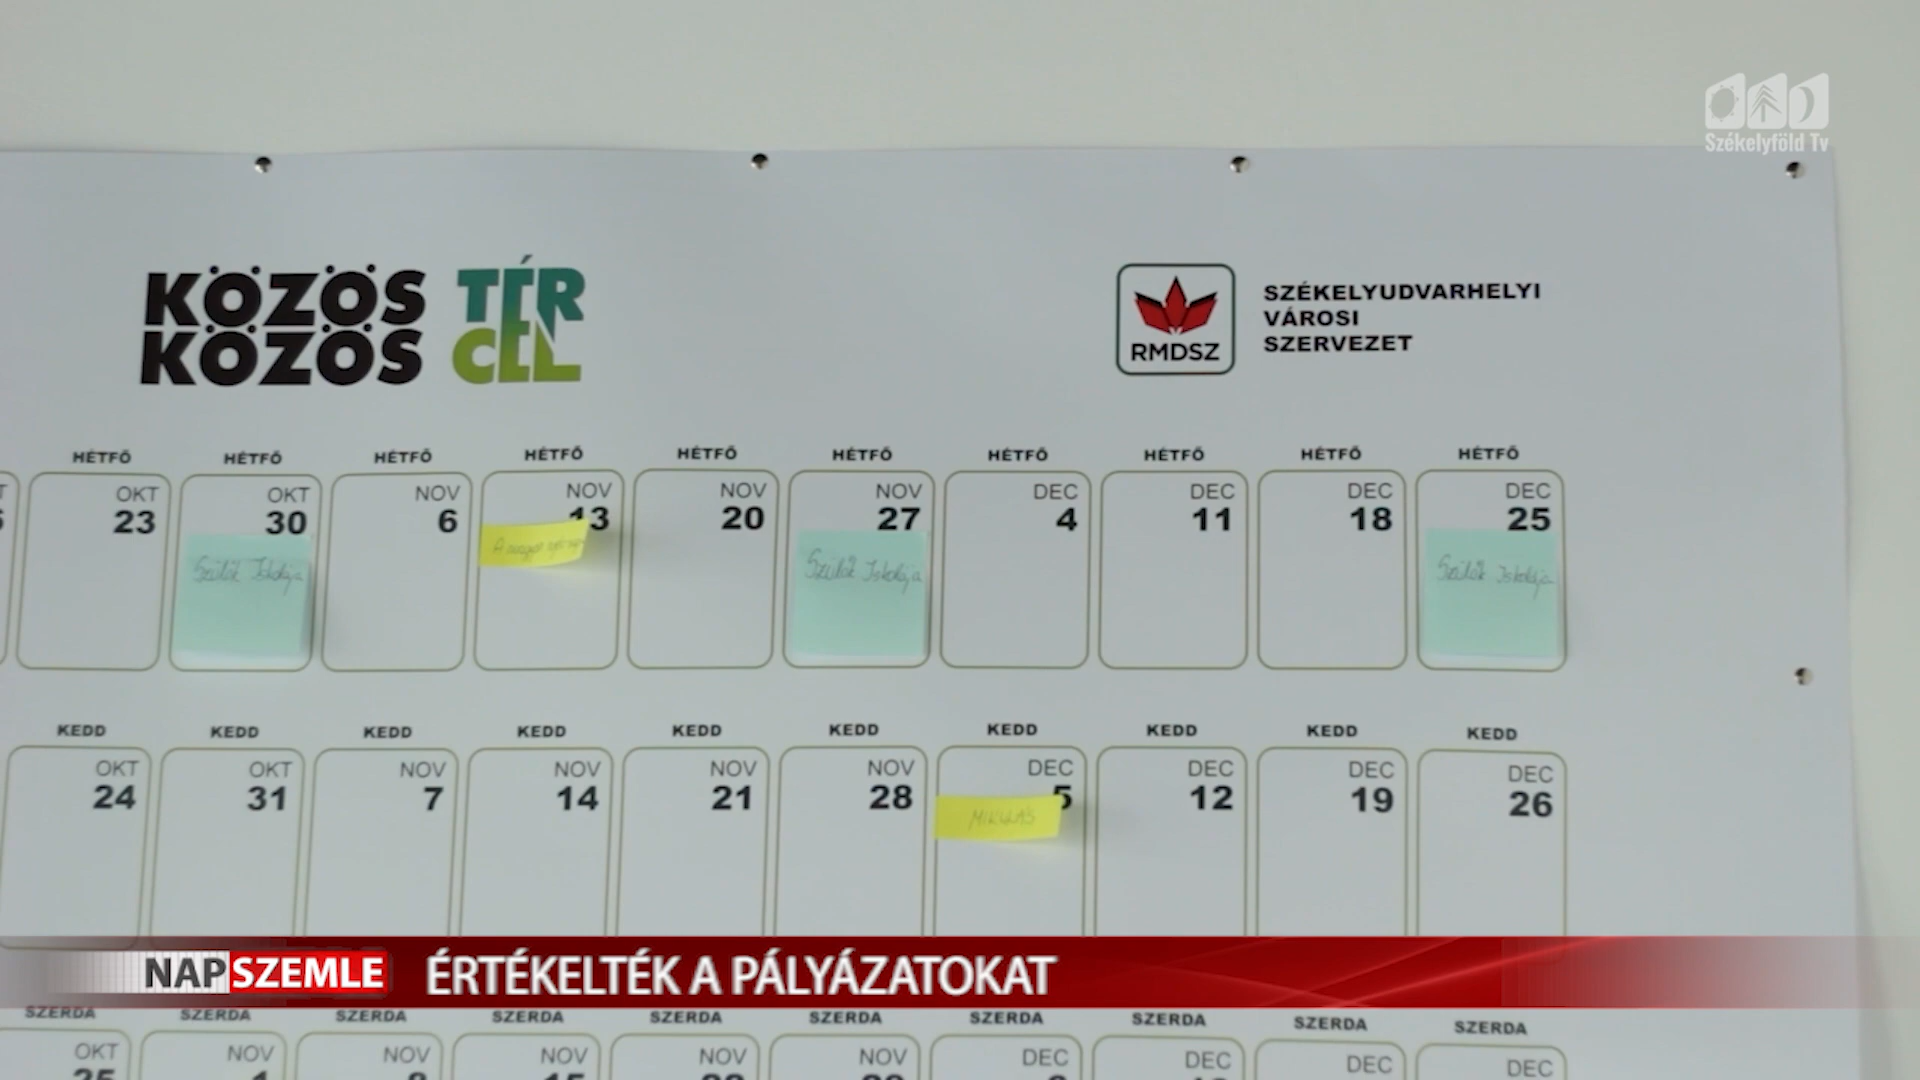 Székelyföld Tv
KÖZÖS TÉR
KÖZÖS CÉL
RMDSZ
SZÉKELYUDVARHELYI
VÁROSI
SZERVEZET
HÉTFŐ HÉTFŐ HÉTFŐ HÉTFŐ HÉTFŐ HÉTFŐ HÉTFŐ HÉTFŐ HÉTFŐ HÉTFŐ
OKT OKT NOV NOV NOV NOV DEC DEC DEC DEC
23 30 6 13 20 27 4 11 18 25
Szülők Iskolája A magyar Szülők Iskolája Szülők Iskolája
KEDD KEDD KEDD KEDD KEDD KEDD KEDD KEDD KEDD KEDD
OKT OKT NOV NOV NOV NOV DEC DEC DEC DEC
24 31 7 14 21 28 5 12 19 26
MIKULÁS
NAPSZEMLE ÉRTÉKELTÉK A PÁLYÁZATOKAT
SZERDA SZERDA SZERDA SZERDA SZERDA SZERDA SZERDA SZERDA SZERDA SZERDA
OKT NOV NOV NOV NOV NOV DEC DEC DEC DEC